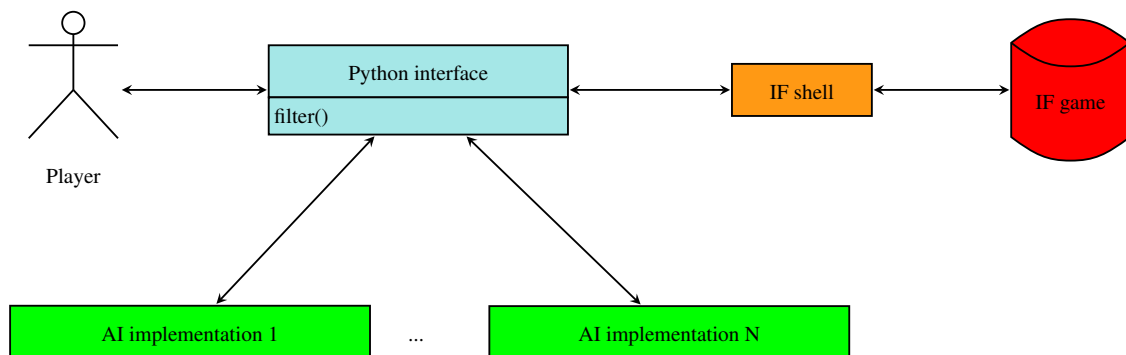 Python interface
filter()
IF shell
IF game
Player
AI implementation 1
...
AI implementation N